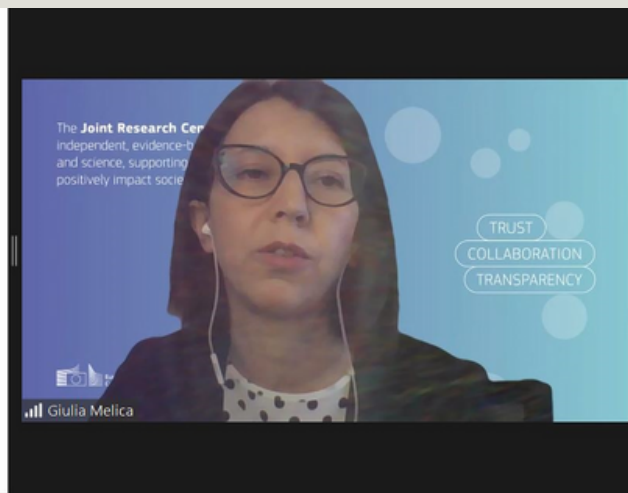 The Joint Research Cen
independent, evidence-b
and science, supporting
positively impact socie
TRUST
COLLABORATION
TRANSPARENCY
Giulia Melica